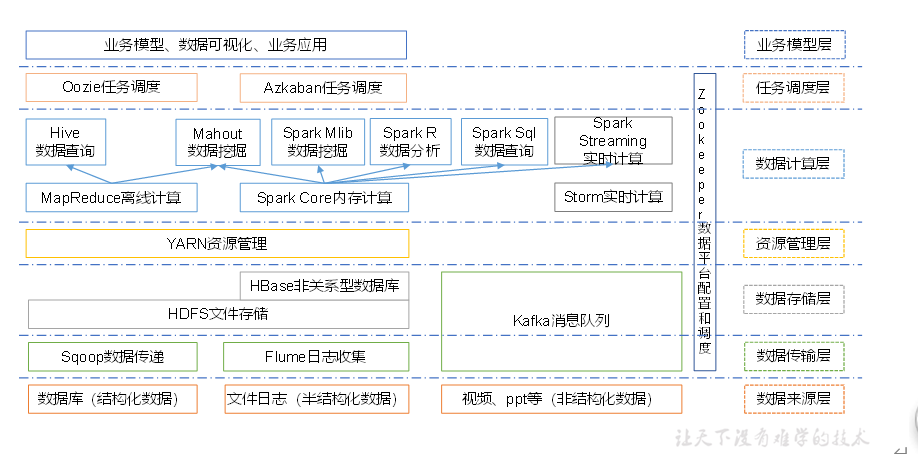 业务模型、数据可视化、业务应用
业务模型层
Oozie任务调度
Azkaban任务调度
任务调度层
Hive
数据查询
Mahout
数据挖掘
Spark Mlib
数据挖掘
Spark R
数据分析
Spark Sql
数据查询
Spark
Streaming
实时计算
数据计算层
MapReduce离线计算
Spark Core内存计算
Storm实时计算
Zookeeper数据平台配置和调度
YARN资源管理
资源管理层
HBase非关系型数据库
HDFS文件存储
Kafka消息队列
数据存储层
Sqoop数据传递
Flume日志收集
数据传输层
数据库（结构化数据）
文件日志（半结构化数据）
视频、ppt等（非结构化数据）
数据来源层
让天下没有难学的技术